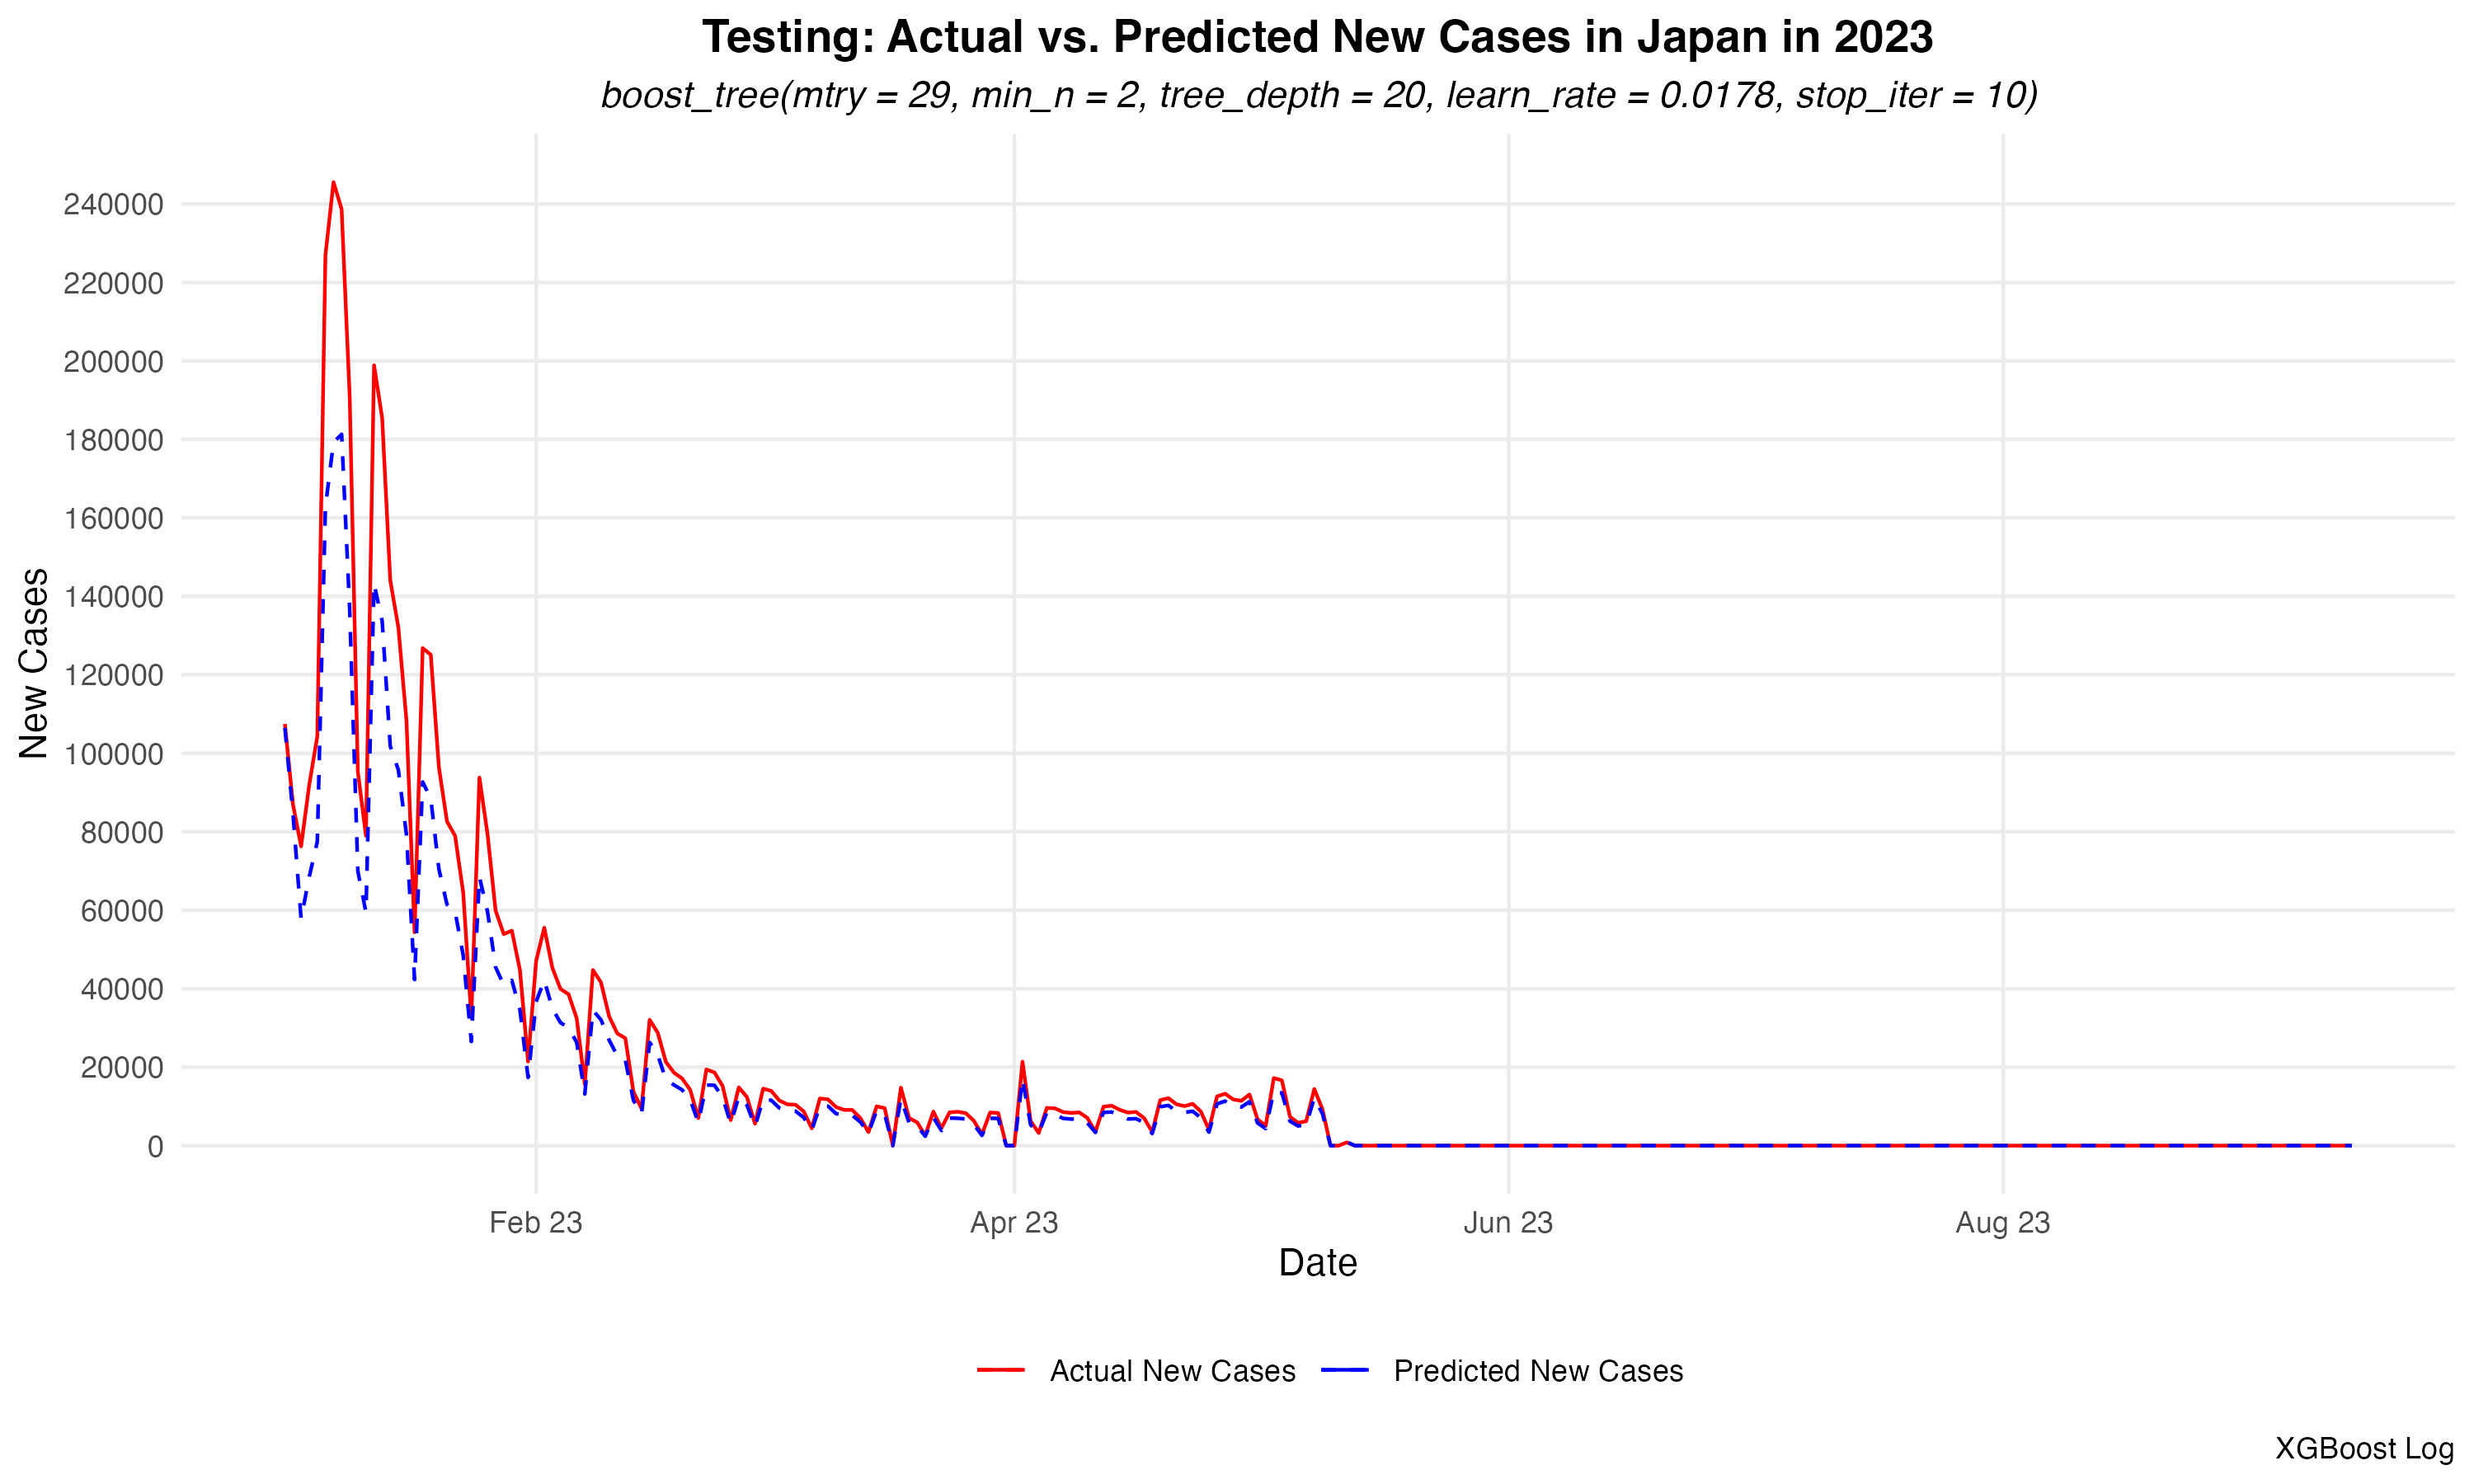 Testing: Actual vs. Predicted New Cases in Japan in 2023
boost_tree(mtry = 29, min_n = 2, tree_depth = 20, learn_rate = 0.0178, stop_iter = 10)
New Cases
240000
220000
200000
180000
160000
140000
120000
100000
80000
60000
40000
20000
0
Feb 23
Apr 23
Jun 23
Aug 23
Date
Actual New Cases
Predicted New Cases
XGBoost Log